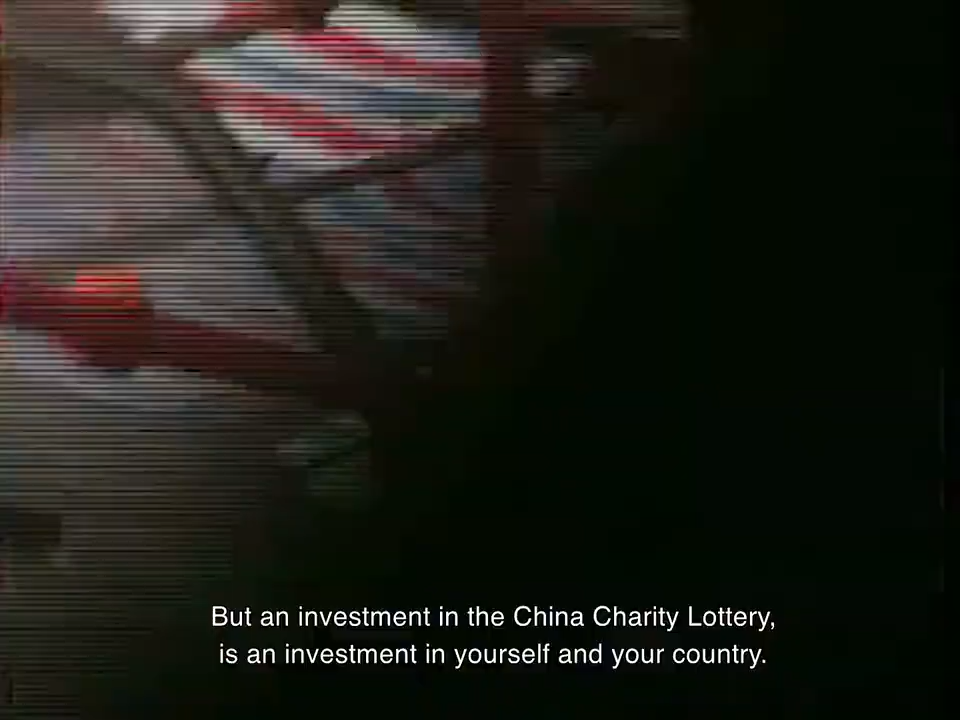 But an investment in the China Charity Lottery,
is an investment in yourself and your country.